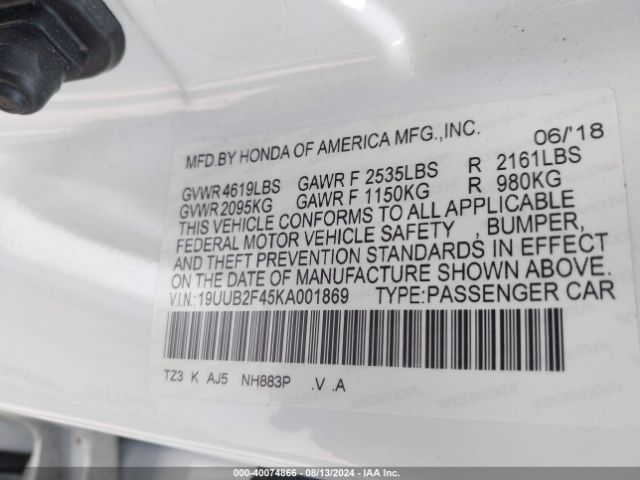 MFD BY HONDA OF AMERICA MFG.,INC. 06/'18
GVWR 4619LBS GAWR F 2535LBS R 2161LBS
GVWR 2095KG GAWR F 1150KG R 980KG
THIS VEHICLE CONFORMS TO ALL APPLICABLE
FEDERAL MOTOR VEHICLE SAFETY , BUMPER,
AND THEFT PREVENTION STANDARDS IN EFFECT
ON THE DATE OF MANUFACTURE SHOWN ABOVE.
V.I.N.: 19UUB2F45KA001869 TYPE:PASSENGER CAR
TZ3 K AJ5 NH883P .V .A
000-40074866 - 08/13/2024 - IAA Inc.